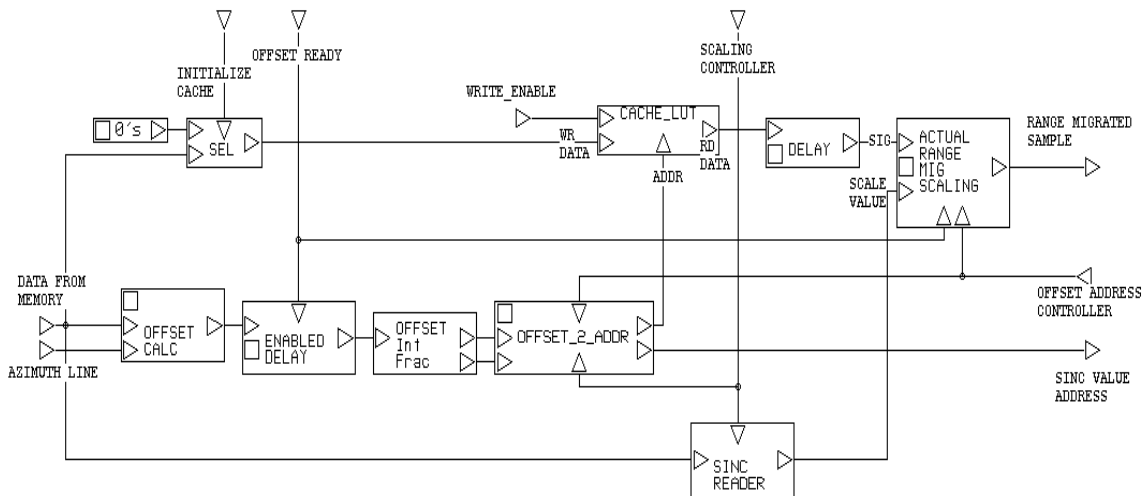 OFFSET READY
SCALING
CONTROLLER
INITIALIZE
CACHE
WRITE_ENABLE
0's
SEL
WR
DATA
CACHE_LUT
RD
DATA
ADDR
DELAY
SIG
SCALE
VALUE
ACTUAL
RANGE
MIG
SCALING
RANGE MIGRATED
SAMPLE
DATA FROM
MEMORY
AZIMUTH LINE
OFFSET
CALC
ENABLED
DELAY
OFFSET
Int
Frac
OFFSET_2_ADDR
OFFSET ADDRESS
CONTROLLER
SINC VALUE
ADDRESS
SINC
READER